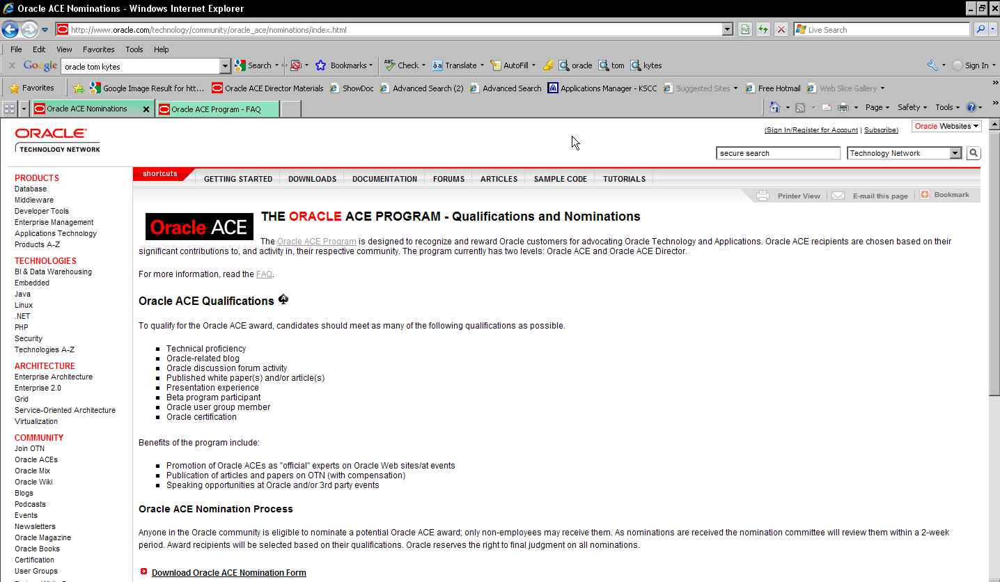 Oracle ACE Nominations - Windows Internet Explorer
http://www.oracle.com/technology/community/oracle_ace/nominations/index.html
Live Search
File Edit View Favorites Tools Help
Google oracle tom kytes Search Bookmarks Check Translate AutoFill oracle tom kytes Sign In
Favorites Google Image Result for htt... Oracle ACE Director Materials ShowDoc Advanced Search (2) Advanced Search Applications Manager - KSCC Suggested Sites Free Hotmail Web Slice Gallery
Oracle ACE Nominations Oracle ACE Program - FAQ Page Safety Tools
ORACLE
TECHNOLOGY NETWORK
(Sign In/Register for Account | Subscribe) Oracle Websites
secure search Technology Network
PRODUCTS
Database
Middleware
Developer Tools
Enterprise Management
Applications Technology
Products A-Z
TECHNOLOGIES
BI & Data Warehousing
Embedded
Java
Linux
.NET
PHP
Security
Technologies A-Z
ARCHITECTURE
Enterprise Architecture
Enterprise 2.0
Grid
Service-Oriented Architecture
Virtualization
COMMUNITY
Join OTN
Oracle ACEs
Oracle Mix
Oracle Wiki
Blogs
Podcasts
Events
Newsletters
Oracle Magazine
Oracle Books
Certification
User Groups
shortcuts GETTING STARTED DOWNLOADS DOCUMENTATION FORUMS ARTICLES SAMPLE CODE TUTORIALS
Printer View E-mail this page Bookmark
Oracle ACE
THE ORACLE ACE PROGRAM - Qualifications and Nominations
The Oracle ACE Program is designed to recognize and reward Oracle customers for advocating Oracle Technology and Applications. Oracle ACE recipients are chosen based on their
significant contributions to, and activity in, their respective community. The program currently has two levels: Oracle ACE and Oracle ACE Director.
For more information, read the FAQ.
Oracle ACE Qualifications
To qualify for the Oracle ACE award, candidates should meet as many of the following qualifications as possible.
Technical proficiency
Oracle-related blog
Oracle discussion forum activity
Published white paper(s) and/or article(s)
Presentation experience
Beta program participant
Oracle user group member
Oracle certification
Benefits of the program include:
Promotion of Oracle ACEs as "official" experts on Oracle Web sites/at events
Publication of articles and papers on OTN (with compensation)
Speaking opportunities at Oracle and/or 3rd party events
Oracle ACE Nomination Process
Anyone in the Oracle community is eligible to nominate a potential Oracle ACE award; only non-employees may receive them. As nominations are received the nomination committee will review them within a 2-week
period. Award recipients will be selected based on their qualifications. Oracle reserves the right to final judgment on all nominations.
Download Oracle ACE Nomination Form